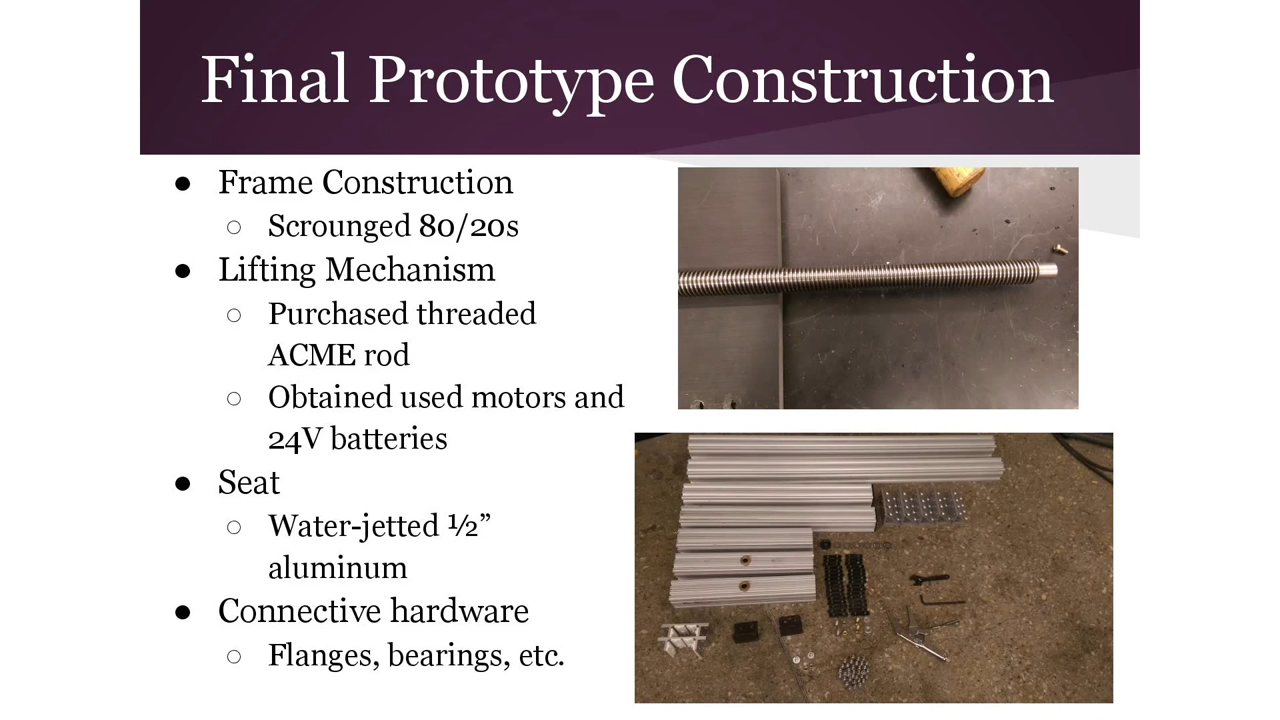 Final Prototype Construction
● Frame Construction
○ Scrounged 80/20s
● Lifting Mechanism
○ Purchased threaded
ACME rod
○ Obtained used motors and
24V batteries
● Seat
○ Water-jetted ½”
aluminum
● Connective hardware
○ Flanges, bearings, etc.